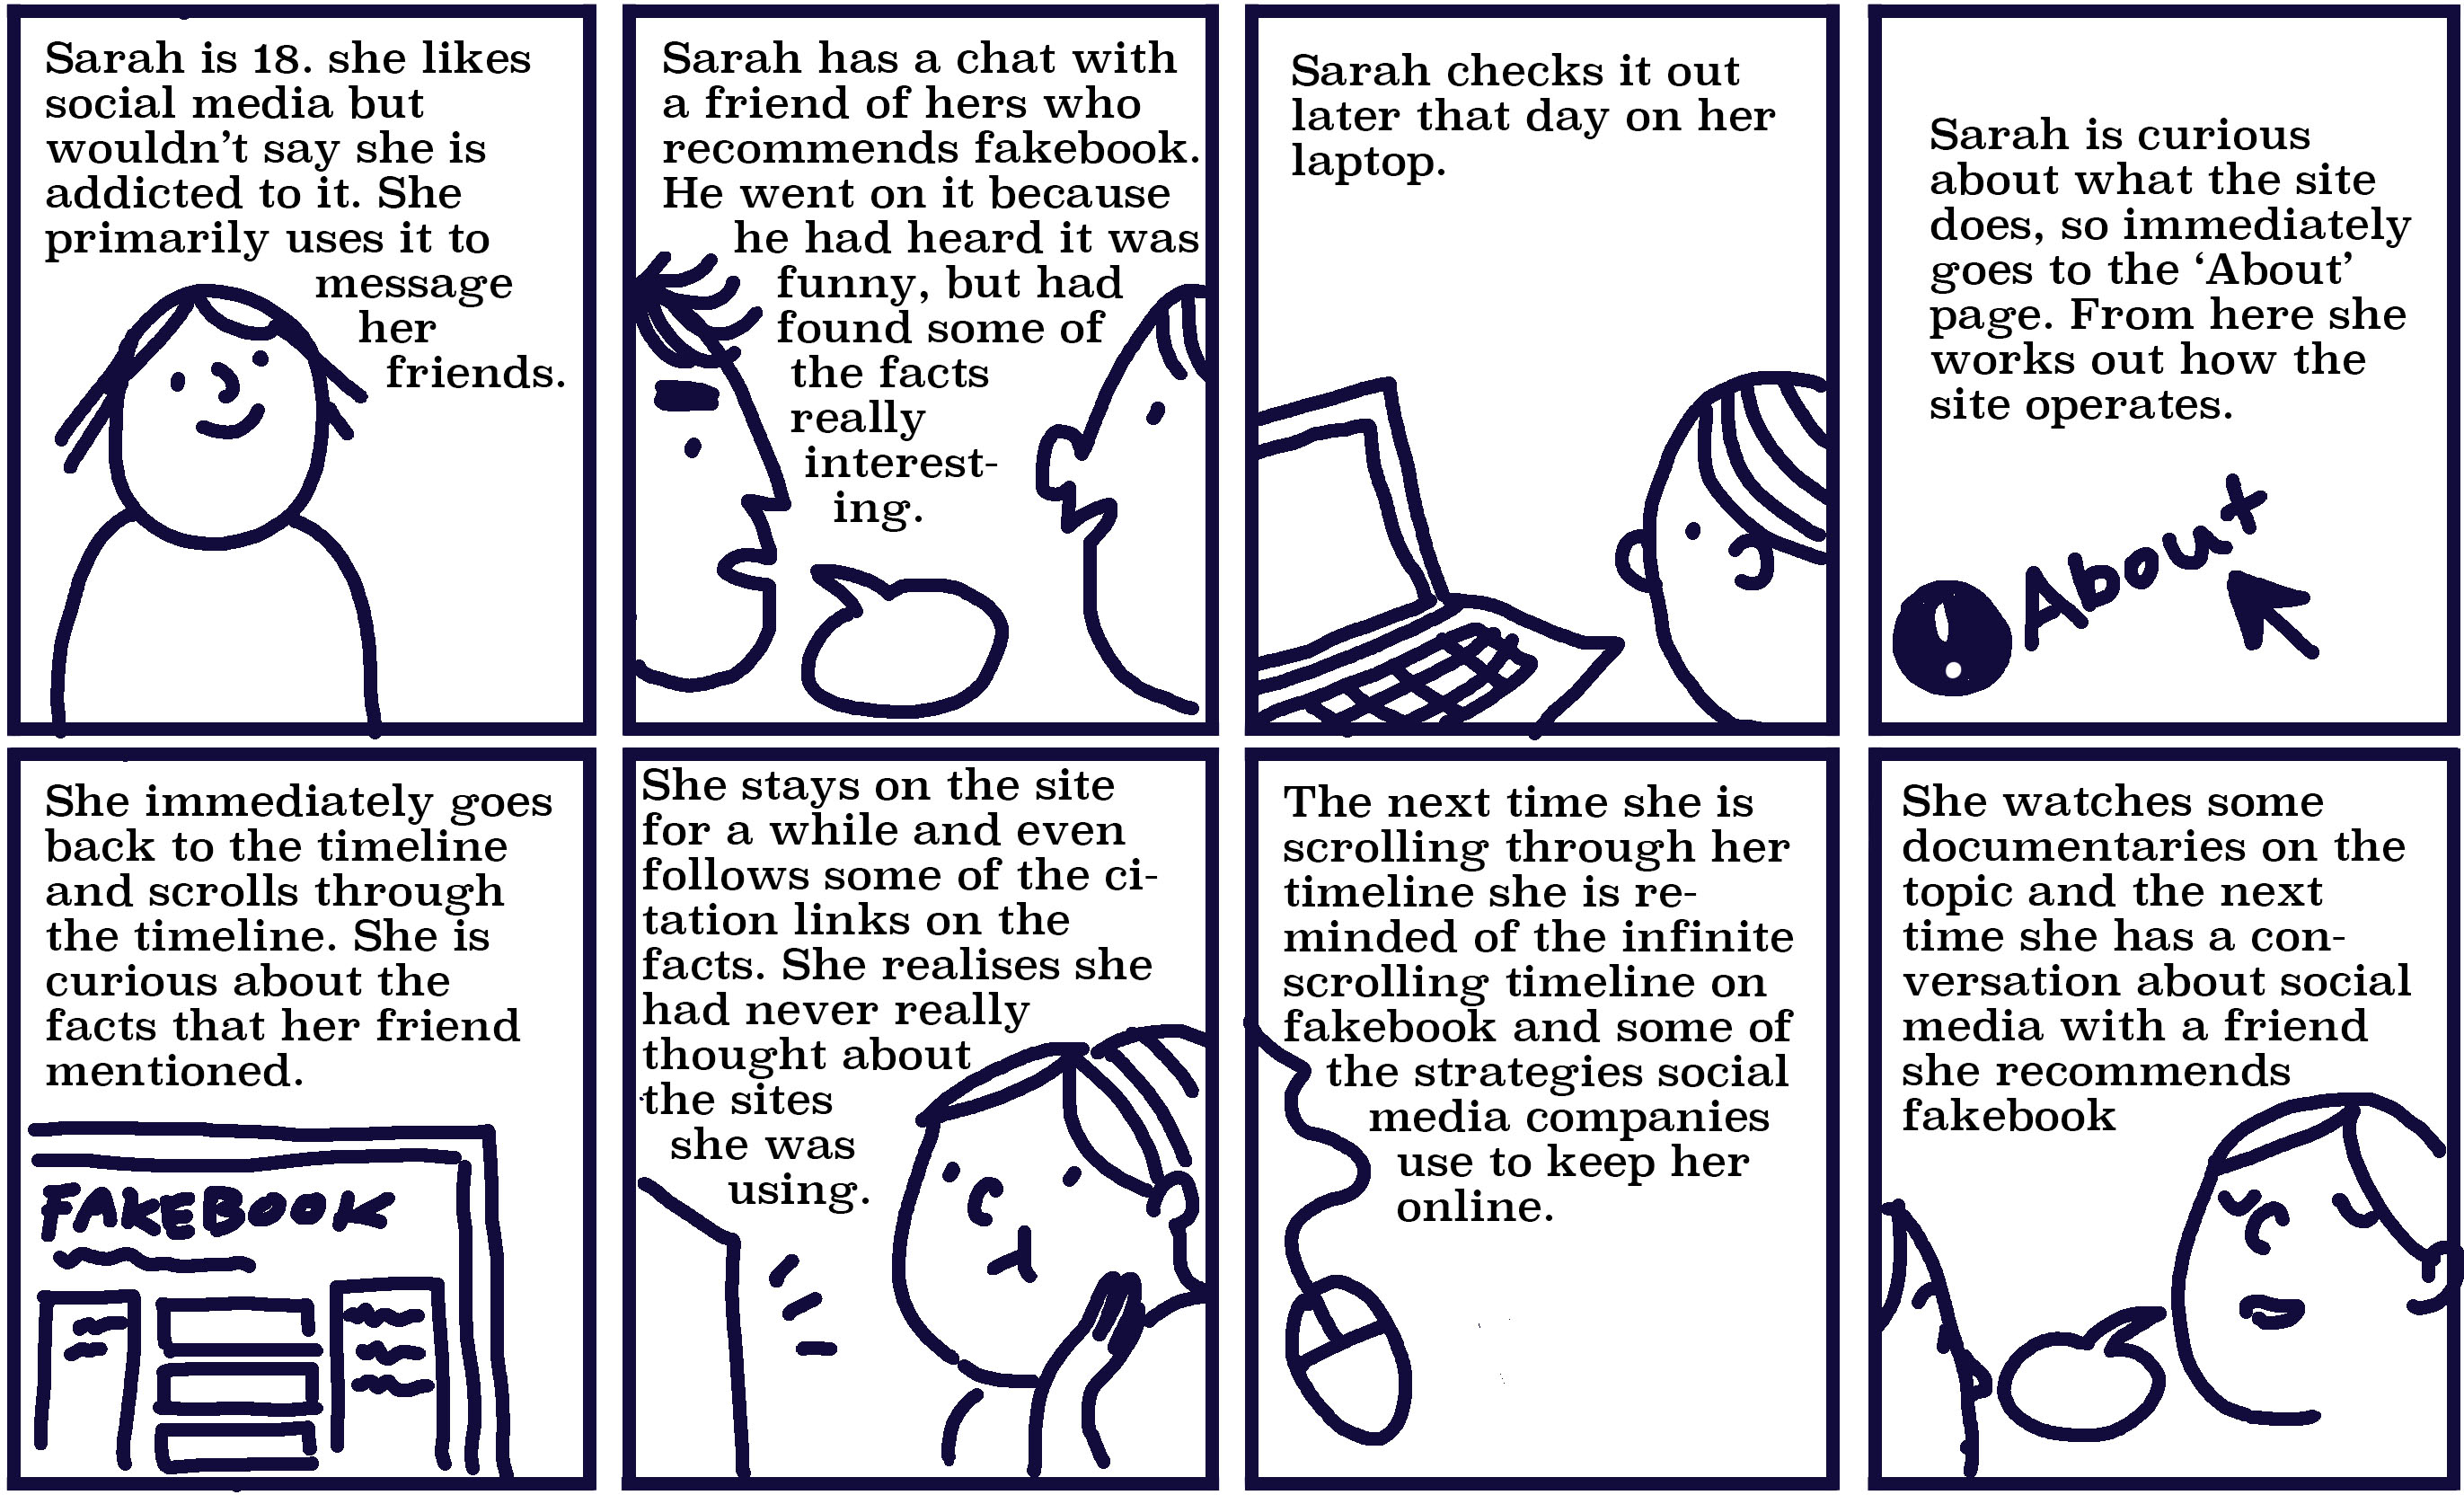 Sarah is 18. she likes
social media but
wouldn’t say she is
addicted to it. She
primarily uses it to
message
her
friends.
Sarah has a chat with
a friend of hers who
recommends fakebook.
He went on it because
he had heard it was
funny, but had
found some of
the facts
really
interest-
ing.
Sarah checks it out
later that day on her
laptop.
Sarah is curious
about what the site
does, so immediately
goes to the ‘About’
page. From here she
works out how the
site operates.
! About
She immediately goes
back to the timeline
and scrolls through
the timeline. She is
curious about the
facts that her friend
mentioned.
FAKEBOOK
She stays on the site
for a while and even
follows some of the ci-
tation links on the
facts. She realises she
had never really
thought about
the sites
she was
using.
The next time she is
scrolling through her
timeline she is re-
minded of the infinite
scrolling timeline on
fakebook and some of
the strategies social
media companies
use to keep her
online.
She watches some
documentaries on the
topic and the next
time she has a con-
versation about social
media with a friend
she recommends
fakebook